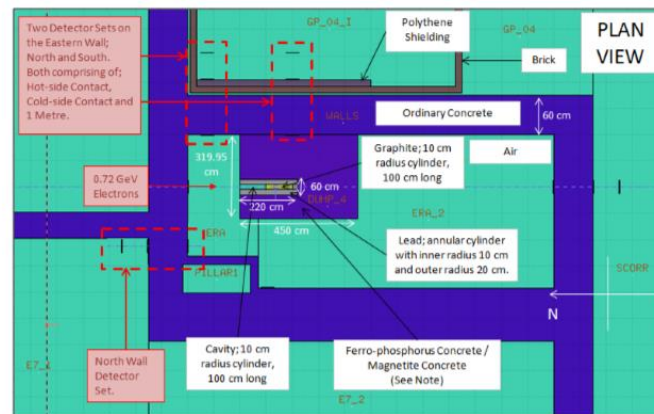 Two Detector Sets on
the Eastern Wall;
North and South.
Both comprising of;
Hot-side Contact,
Cold-side Contact and
1 Metre.
GP_04_I
Polythene
Shielding
GP_04
PLAN
VIEW
Brick
WALLS
Ordinary Concrete
60 cm
319.95
cm
Graphite; 10 cm
radius cylinder,
100 cm long
Air
0.72 GeV
Electrons
60 cm
220 cm
DUMP_4
450 cm
ERA
ERA_2
Lead; annular cylinder
with inner radius 10 cm
and outer radius 20 cm.
PILLAR1
SCORR
N
North Wall
Detector
Set.
E7_1
Cavity; 10 cm
radius cylinder,
100 cm long
Ferro-phosphorus Concrete /
Magnetite Concrete
(See Note)
E7_2